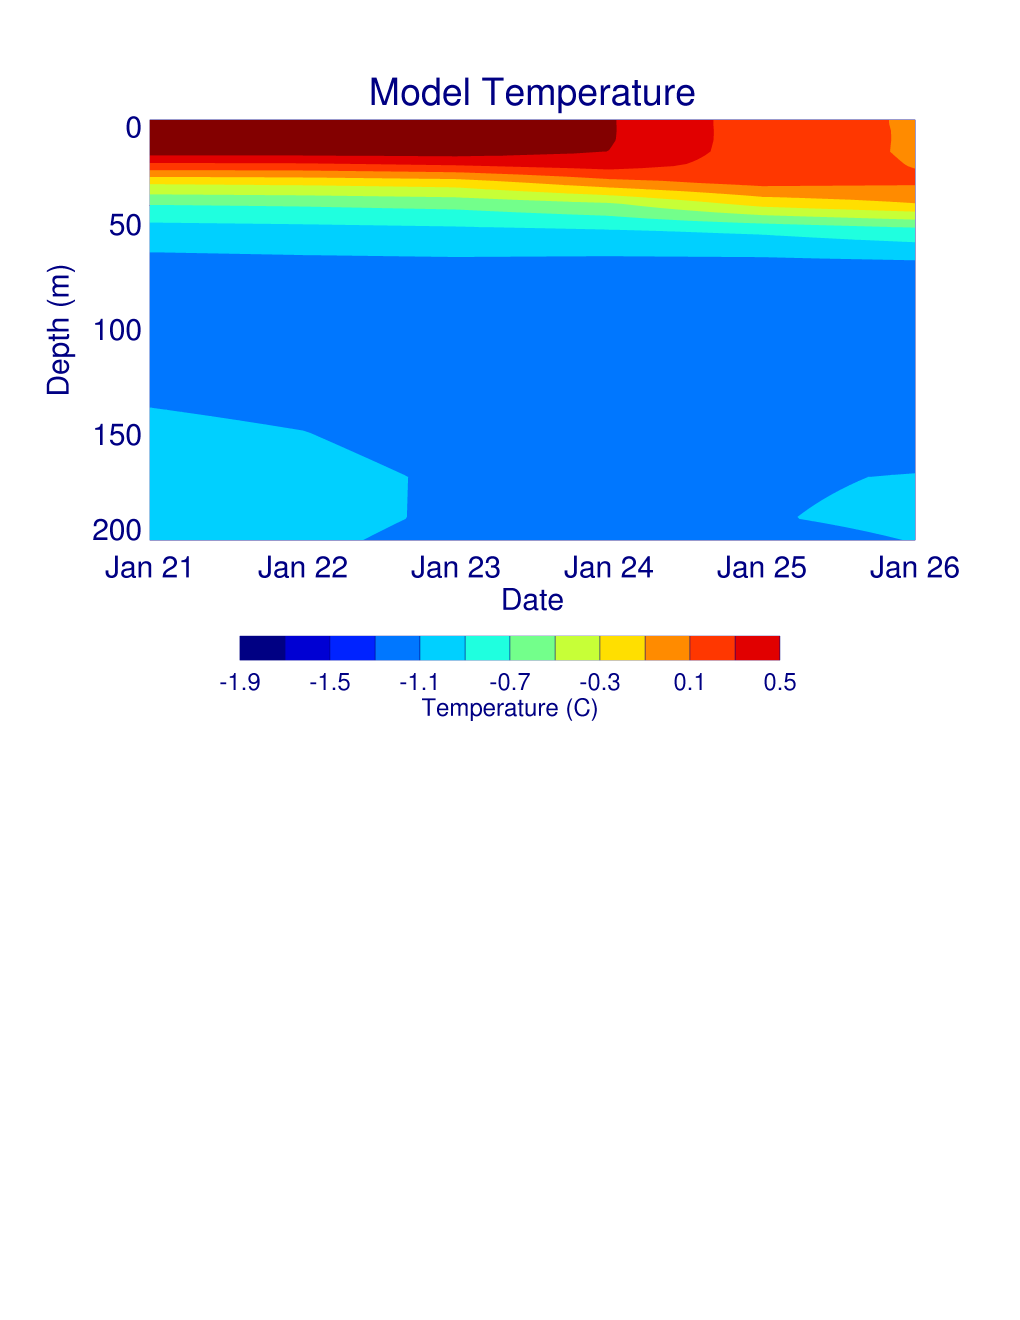 Model Temperature
0
50
100
150
200
Depth (m)
Jan 21 Jan 22 Jan 23 Jan 24 Jan 25 Jan 26
Date
-1.9 -1.5 -1.1 -0.7 -0.3 0.1 0.5
Temperature (C)